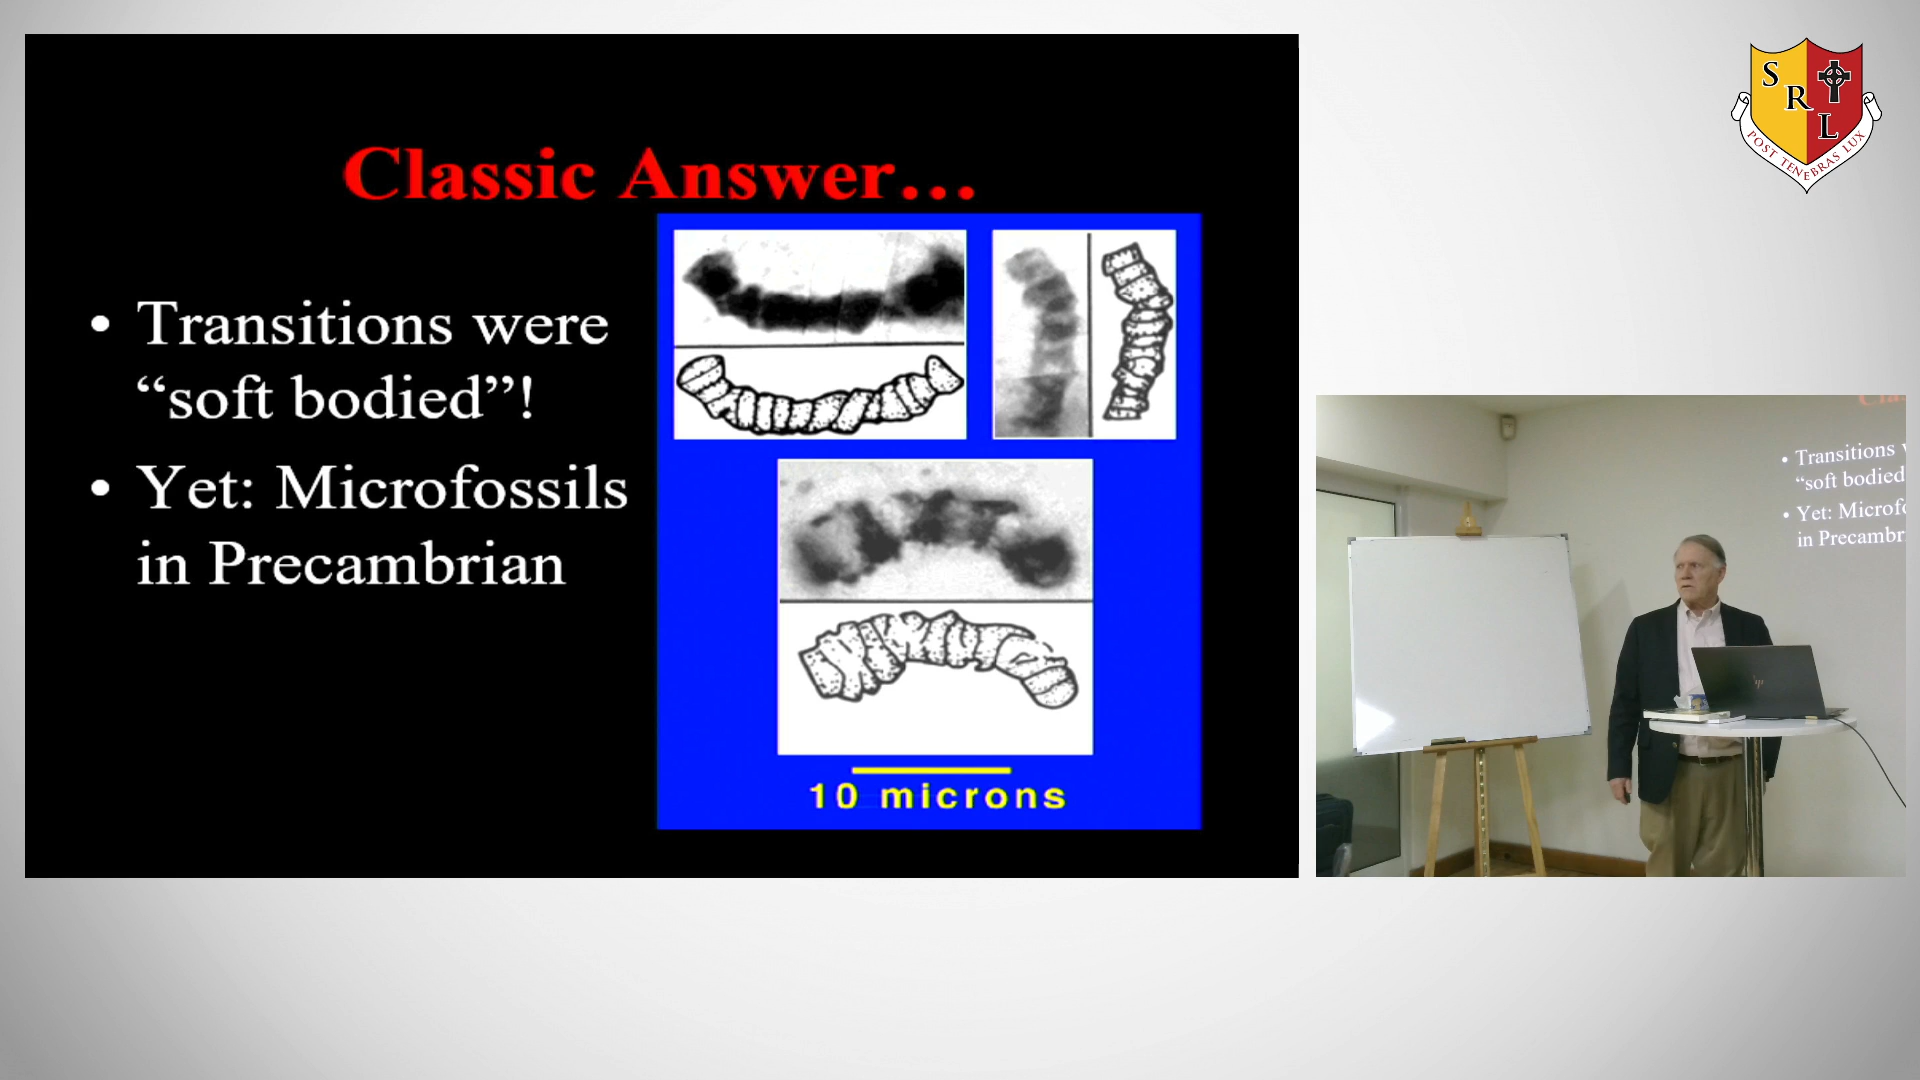 Classic Answer…
• Transitions were
“soft bodied”!
• Yet: Microfossils
in Precambrian
10 microns
S
R
L
POST TENEBRAS LUX
• Transitions
“soft bodied
• Yet: Microf
in Precambr
hp